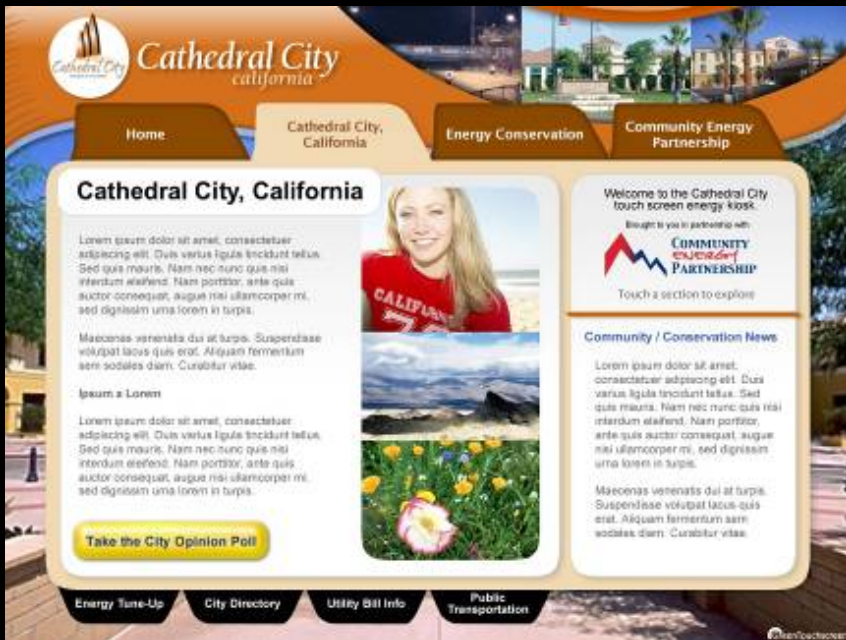 Cathedral City
Cathedral City
california
Home
Cathedral City,
California
Energy Conservation
Community Energy
Partnership
Cathedral City, California
Lorem ipsum dolor sit amet, consectetuer
adipiscing elit. Duis varius ligula tincidunt tellus.
Sed quis mauris. Nam nec nunc quis nisi
interdum eleifend. Nam porttitor, ante quis
auctor consequat, augue nisi ullamcorper mi,
sed dignissim urna lorem in turpis.
Maecenas venenatis dui at turpis. Suspendisse
volutpat lacus quis erat. Aliquam fermentum
sem sodales diam. Curabitur vitae.
Ipsum a Lorem
Lorem ipsum dolor sit amet, consectetuer
adipiscing elit. Duis varius ligula tincidunt tellus.
Sed quis mauris. Nam nec nunc quis nisi
interdum eleifend. Nam porttitor, ante quis
auctor consequat, augue nisi ullamcorper mi,
sed dignissim urna lorem in turpis.
Take the City Opinion Poll
CALIFORN
Welcome to the Cathedral City
touch screen energy kiosk.
Brought to you in partnership with
COMMUNITY
energy
PARTNERSHIP
Touch a section to explore
Community / Conservation News
Lorem ipsum dolor sit amet,
consectetuer adipiscing elit. Duis
varius ligula tincidunt tellus. Sed
quis mauris. Nam nec nunc quis nisi
interdum eleifend. Nam porttitor,
ante quis auctor consequat, augue
nisi ullamcorper mi, sed dignissim
urna lorem in turpis.
Maecenas venenatis dui at turpis.
Suspendisse volutpat lacus quis
erat. Aliquam fermentum sem
sodales diam. Curabitur vitae.
Energy Tune-Up
City Directory
Utility Bill Info
Public
Transportation
GreenTouchscreen